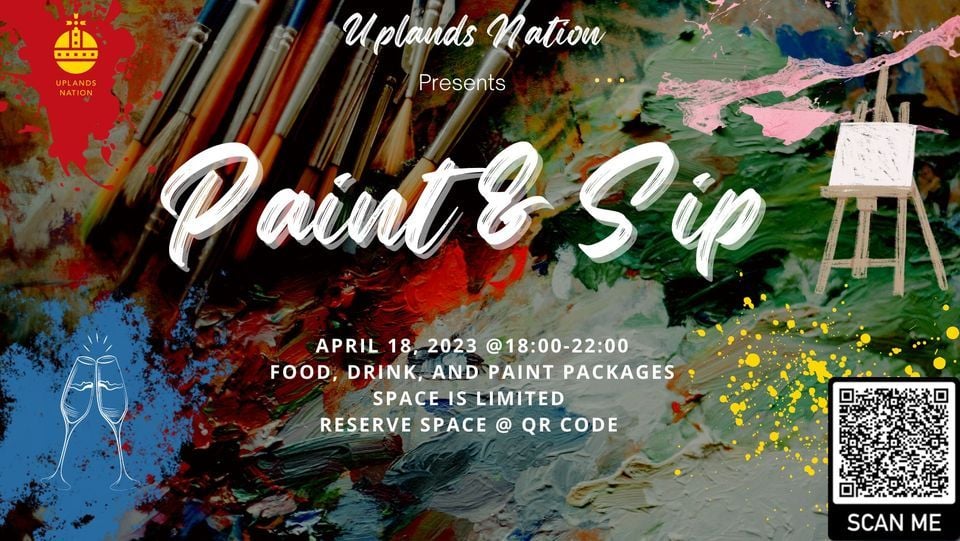 Uplands Nation
UPLANDS
NATION
Presents
Paint & Sip
APRIL 18, 2023 @18:00-22:00
FOOD, DRINK, AND PAINT PACKAGES
SPACE IS LIMITED
RESERVE SPACE @ QR CODE
SCAN ME